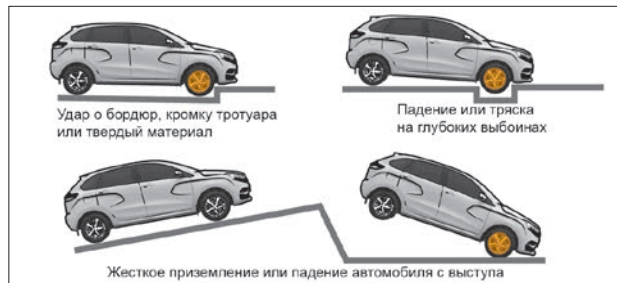 Удар о бордюр, кромку тротуара
или твердый материал
Падение или тряска
на глубоких выбоинах
Жесткое приземление или падение автомобиля с выступа